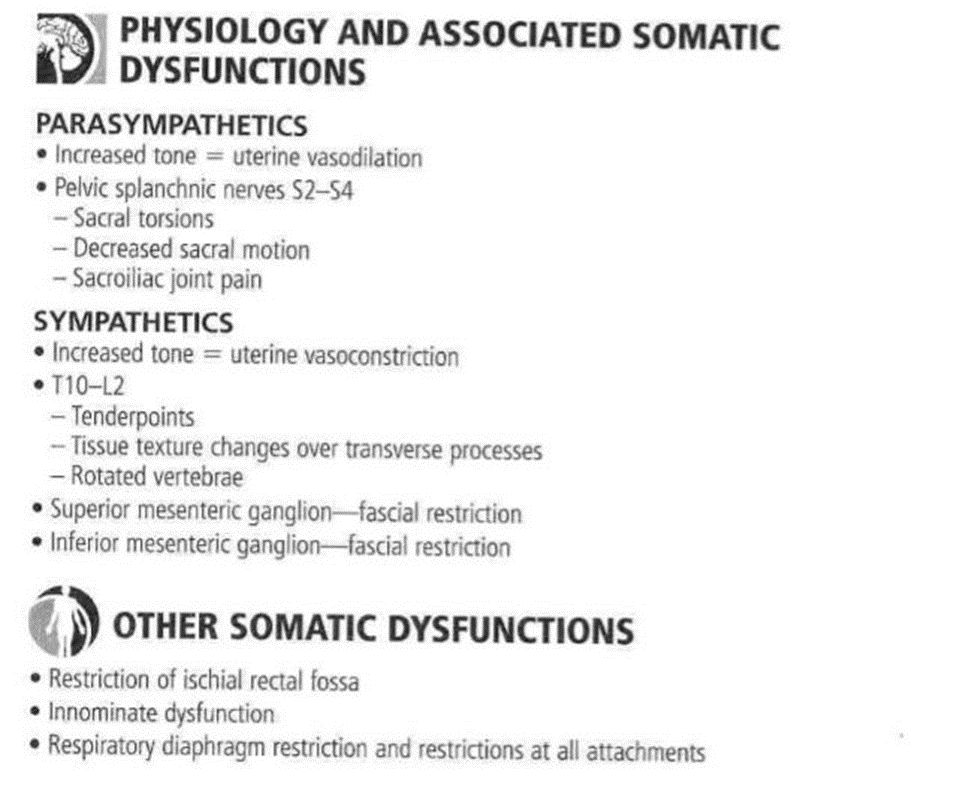 PHYSIOLOGY AND ASSOCIATED SOMATIC
DYSFUNCTIONS
PARASYMPATHETICS
• Increased tone = uterine vasodilation
• Pelvic splanchnic nerves S2–S4
– Sacral torsions
– Decreased sacral motion
– Sacroiliac joint pain
SYMPATHETICS
• Increased tone = uterine vasoconstriction
• T10–L2
– Tenderpoints
– Tissue texture changes over transverse processes
– Rotated vertebrae
• Superior mesenteric ganglion—fascial restriction
• Inferior mesenteric ganglion—fascial restriction
OTHER SOMATIC DYSFUNCTIONS
• Restriction of ischial rectal fossa
• Innominate dysfunction
• Respiratory diaphragm restriction and restrictions at all attachments